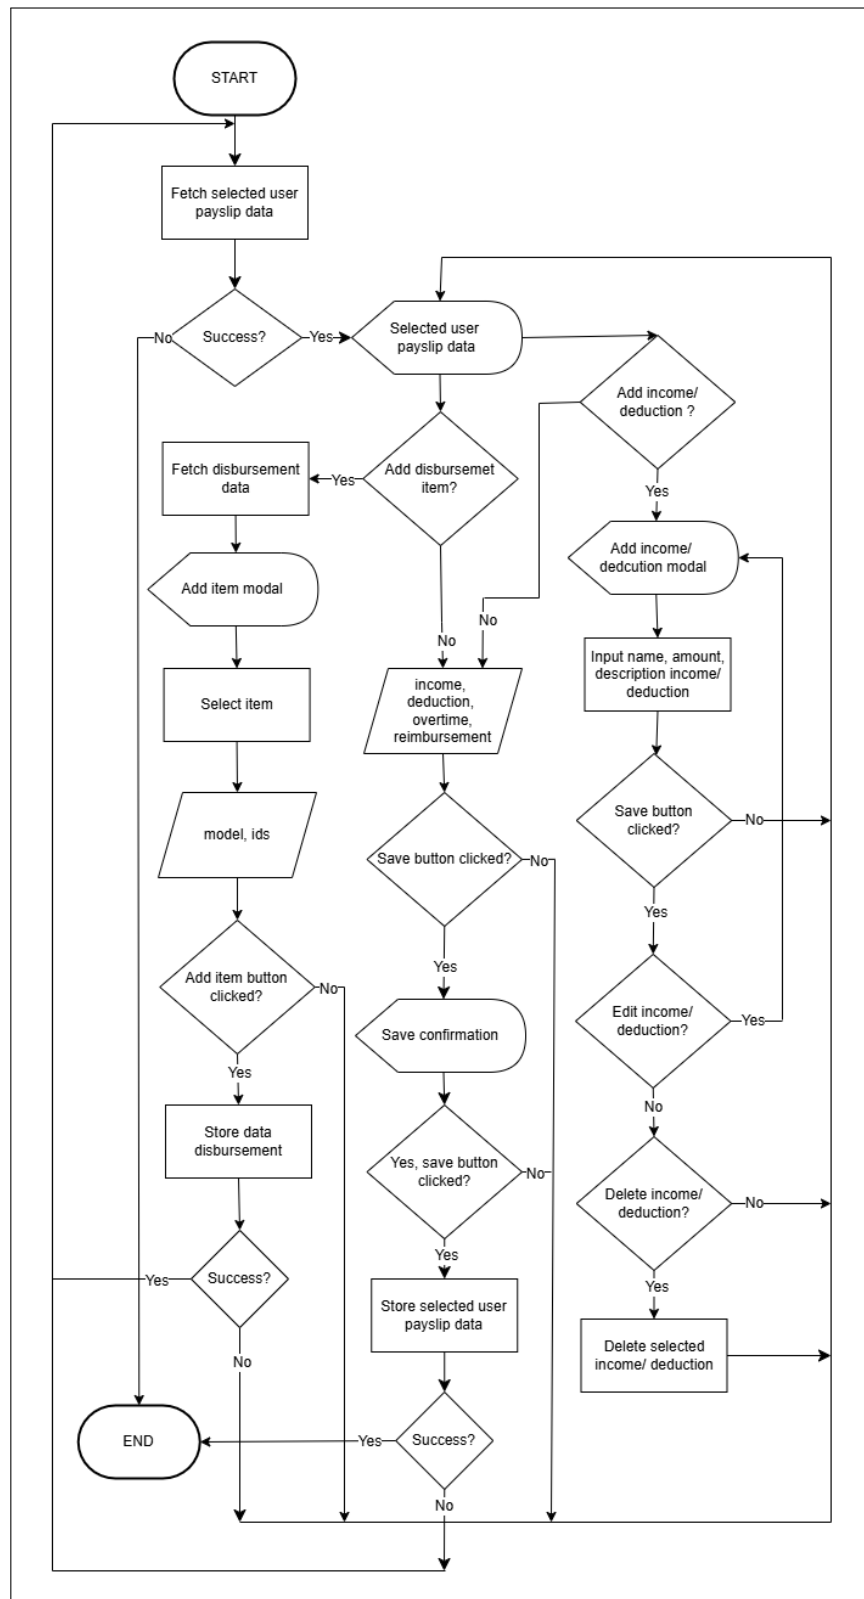 START
Fetch selected user
payslip data
Success?
No
Yes
Selected user
payslip data
Add income/
deduction ?
Yes
No
Add disbursemet
item?
Yes
No
Fetch disbursement
data
Add item modal
Select item
model, ids
Add item button
clicked?
No
Yes
Store data
disbursement
Success?
Yes
No
END
income,
deduction,
overtime,
reimbursement
Save button clicked?
No
Yes
Save confirmation
Yes, save button
clicked?
No
Yes
Store selected user
payslip data
Success?
Yes
No
Add income/
dedcution modal
Input name, amount,
description income/
deduction
Save button
clicked?
No
Yes
Edit income/
deduction?
Yes
No
Delete income/
deduction?
No
Yes
Delete selected
income/ deduction